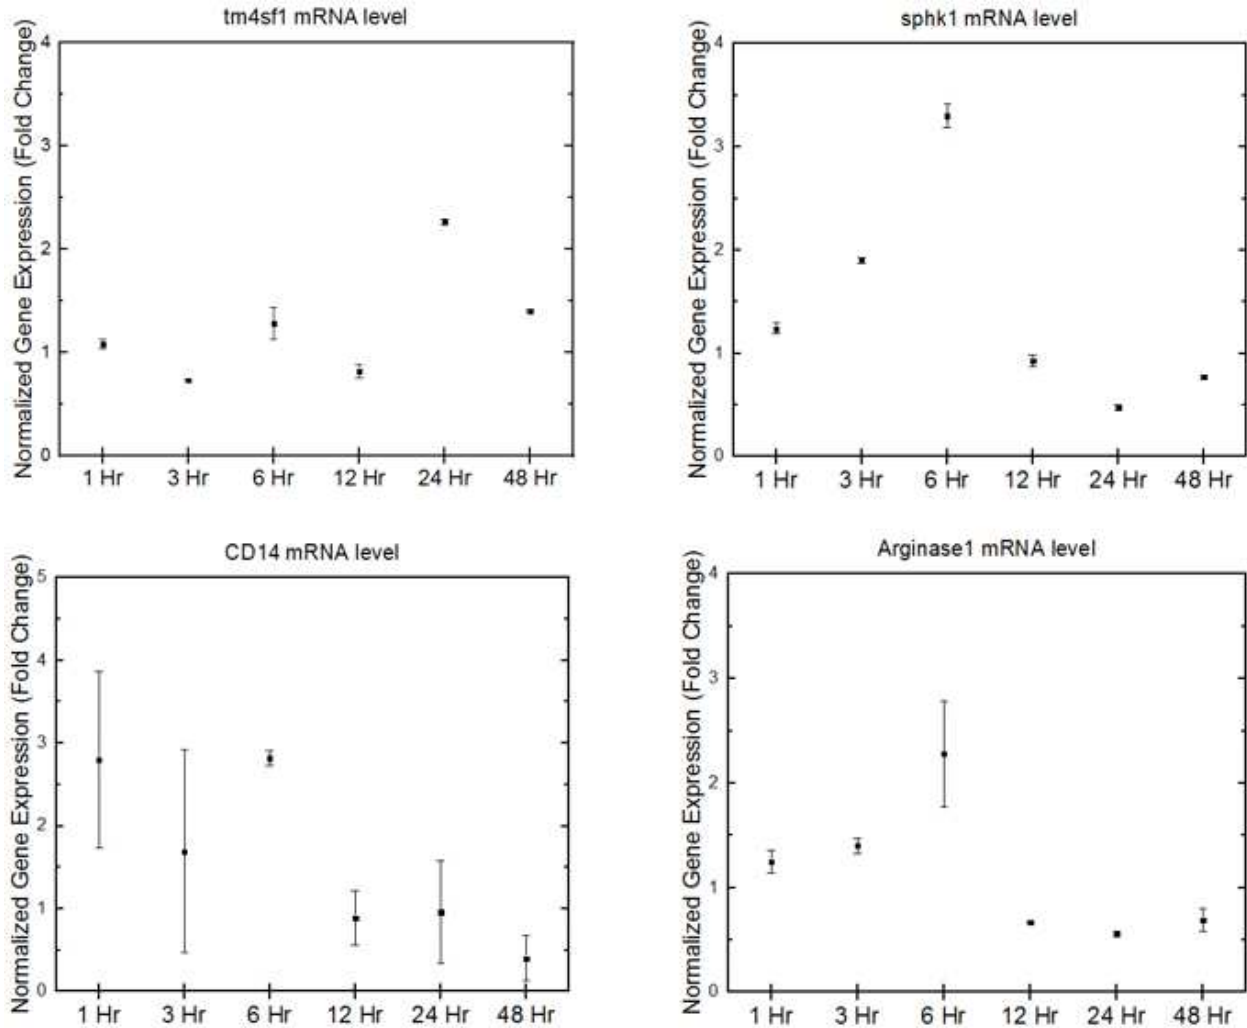 tm4sf1 mRNA level
Normalized Gene Expression (Fold Change)
4
3
2
1
0
1 Hr 3 Hr 6 Hr 12 Hr 24 Hr 48 Hr
sphk1 mRNA level
Normalized Gene Expression (Fold Change)
4
3
2
1
0
1 Hr 3 Hr 6 Hr 12 Hr 24 Hr 48 Hr
CD14 mRNA level
Normalized Gene Expression (Fold Change)
5
4
3
2
1
0
1 Hr 3 Hr 6 Hr 12 Hr 24 Hr 48 Hr
Arginase1 mRNA level
Normalized Gene Expression (Fold Change)
4
3
2
1
0
1 Hr 3 Hr 6 Hr 12 Hr 24 Hr 48 Hr